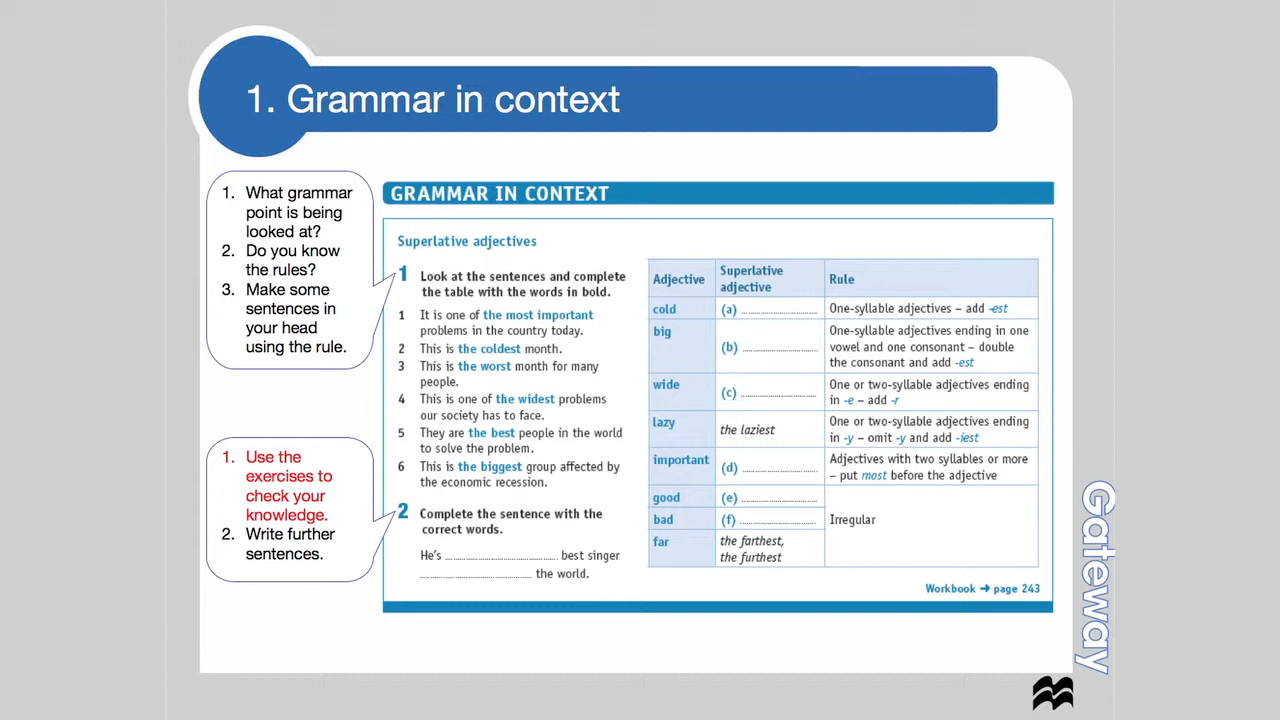 1. Grammar in context
1. What grammar
point is being
looked at?
2. Do you know
the rules?
3. Make some
sentences in
your head
using the rule.
1. Use the
exercises to
check your
knowledge.
2. Write further
sentences.
GRAMMAR IN CONTEXT
Superlative adjectives
1 Look at the sentences and complete
the table with the words in bold.
1 It is one of the most important
problems in the country today.
2 This is the coldest month.
3 This is the worst month for many
people.
4 This is one of the widest problems
our society has to face.
5 They are the best people in the world
to solve the problem.
6 This is the biggest group affected by
the economic recession.
2 Complete the sentence with the
correct words.
He's ........................................ best singer
........................................ the world.
Adjective Superlative adjective Rule
cold (a) .......................... One-syllable adjectives – add -est
big (b) .......................... One-syllable adjectives ending in one
vowel and one consonant – double
the consonant and add -est
wide (c) .......................... One or two-syllable adjectives ending
in -e – add -r
lazy the laziest One or two-syllable adjectives ending
in -y – omit -y and add -iest
important (d) .......................... Adjectives with two syllables or more
– put most before the adjective
good (e) ..........................
bad (f) .......................... Irregular
far the farthest,
the furthest
Workbook ➔ page 243
Gateway